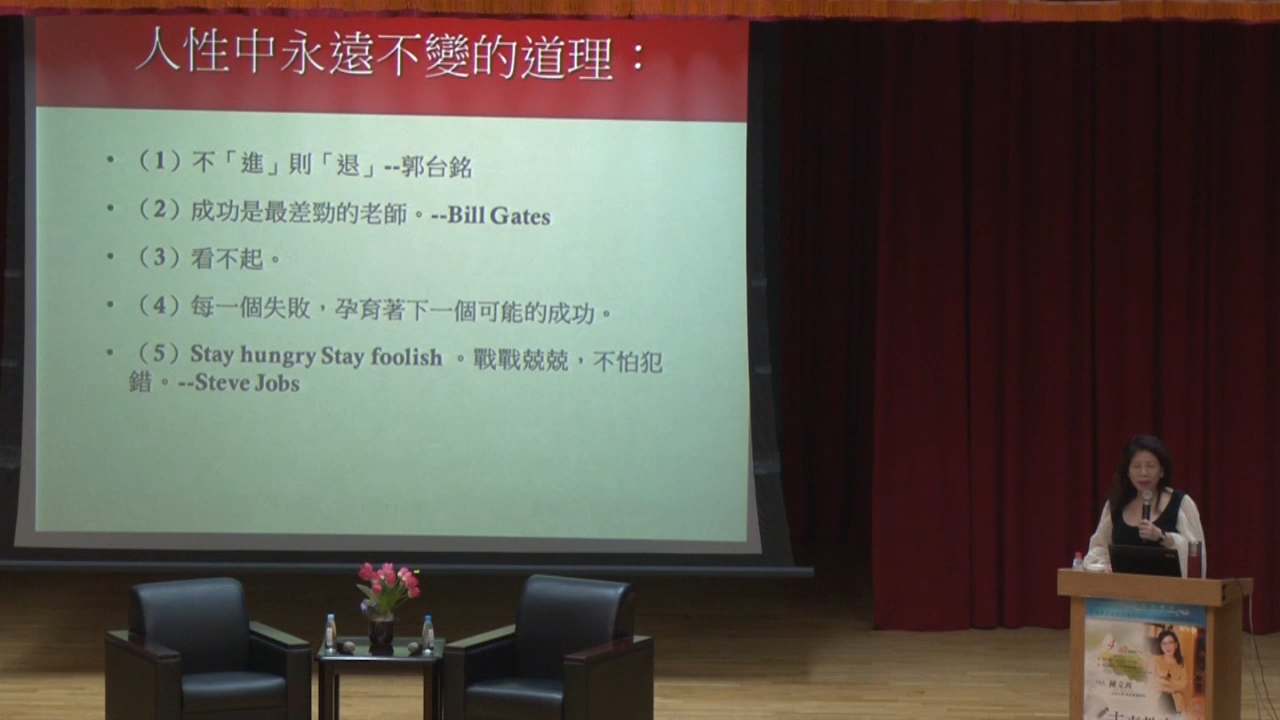 人性中永遠不變的道理：
• （1）不「進」則「退」--郭台銘
• （2）成功是最差勁的老師。--Bill Gates
• （3）看不起。
• （4）每一個失敗，孕育著下一個可能的成功。
• （5）Stay hungry Stay foolish 。戰戰兢兢，不怕犯
錯。--Steve Jobs